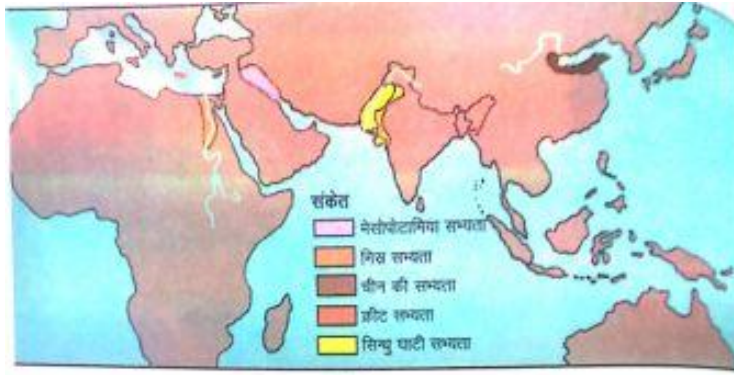 संकेत
मेसोपोटामिया सभ्यता
मिस्र सभ्यता
चीन की सभ्यता
क्रीट सभ्यता
सिन्धु घाटी सभ्यता